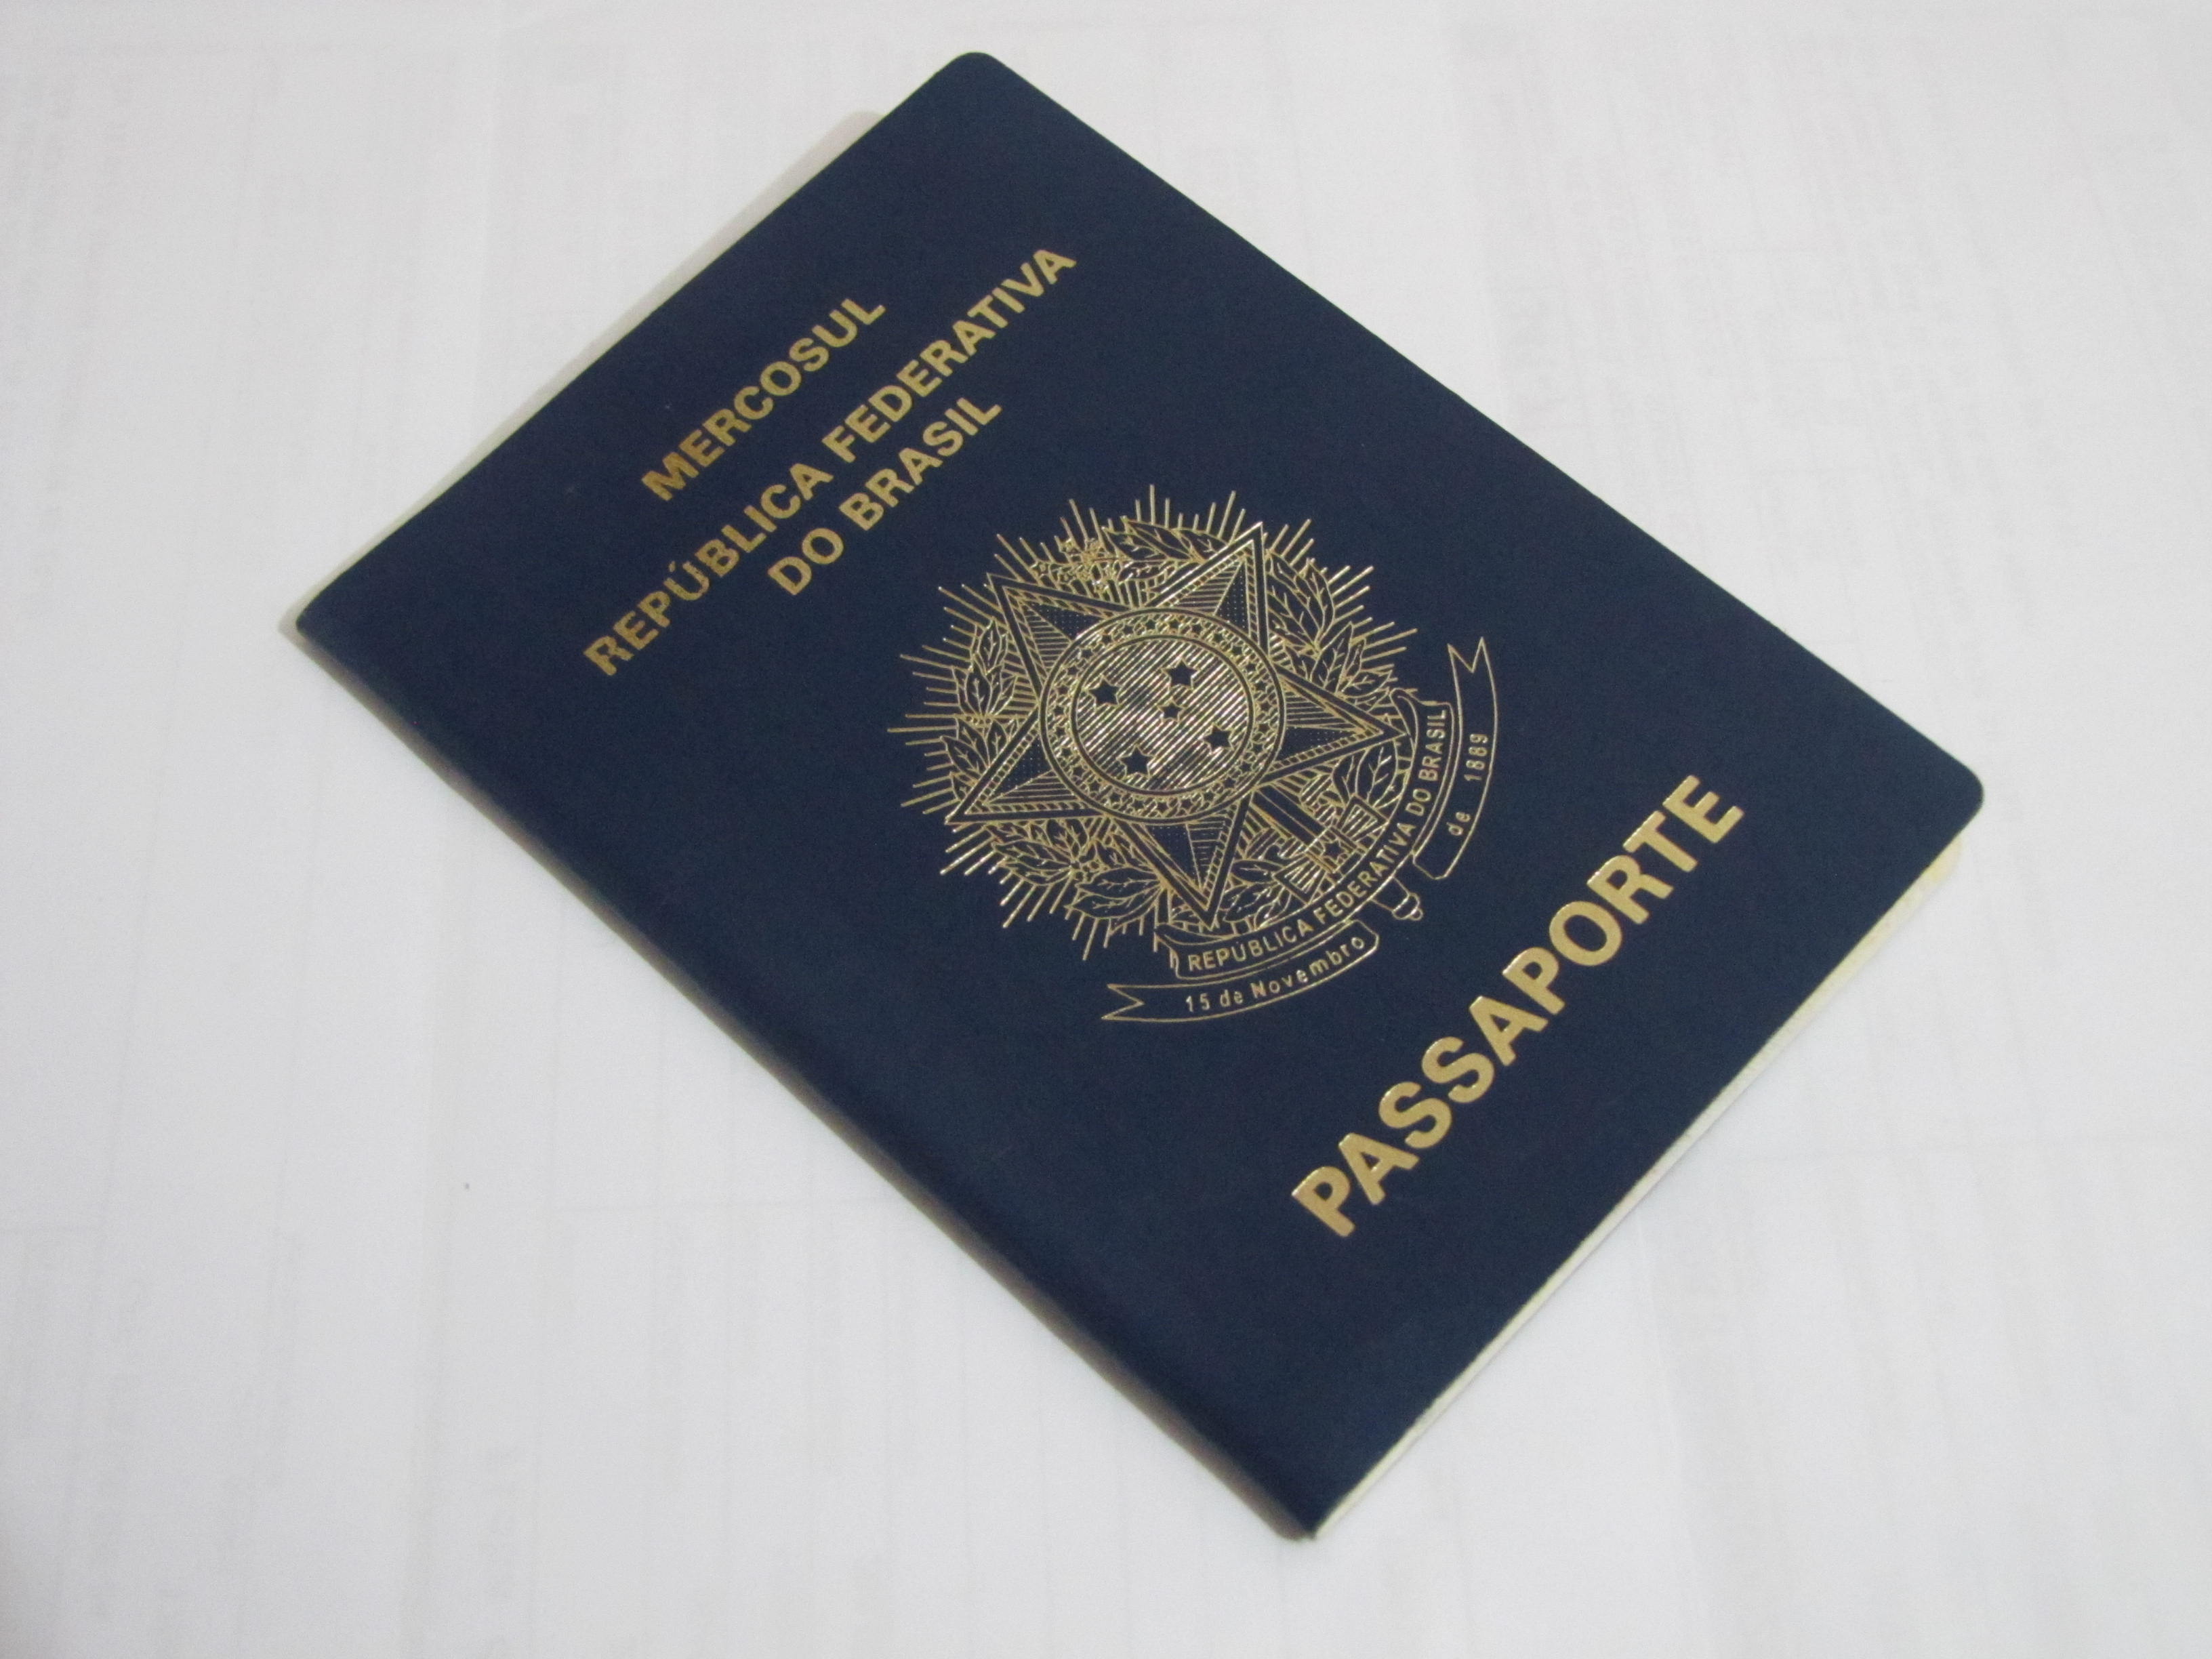 MERCOSUL
REPÚBLICA FEDERATIVA
DO BRASIL
REPÚBLICA FEDERATIVA DO BRASIL
15 de Novembro de 1889
PASSAPORTE